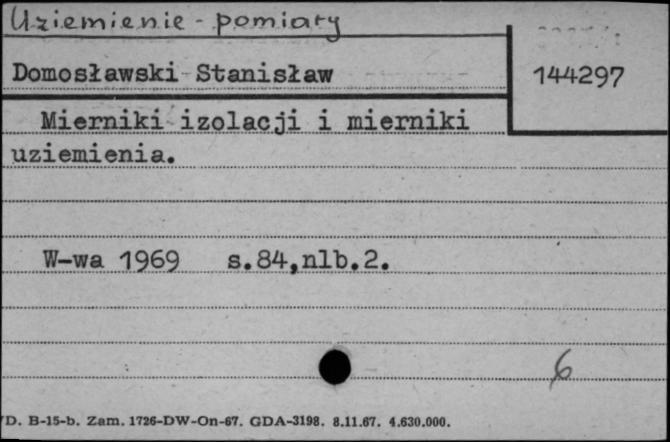 Uziemienie - pomiary
Domosławski Stanisław
144297
Mierniki izolacji i mierniki
uziemienia.
W-wa 1969 s.84,nlb.2.
6
D. B-15-b. Zam. 1726-DW-On-67. GDA-3198. 8.11.67. 4.630.000.